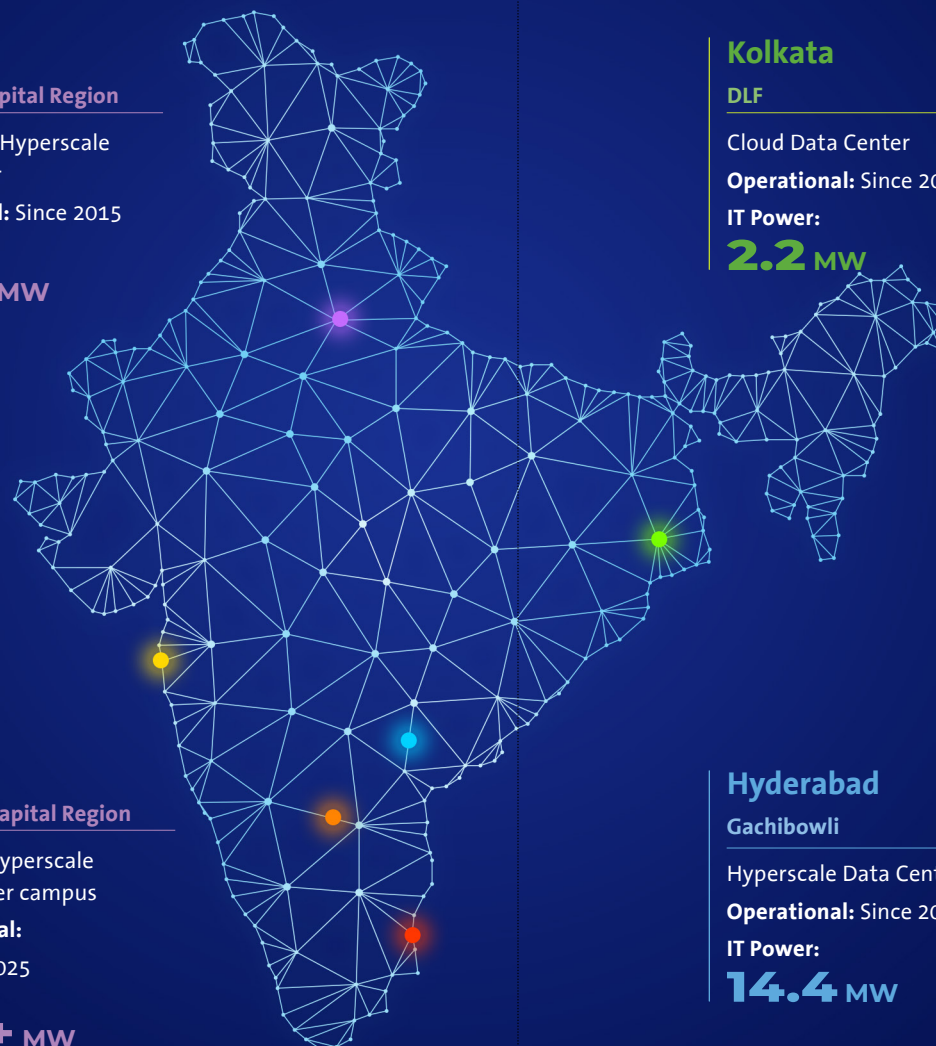 pital Region
Hyperscale
l: Since 2015
MW
Kolkata
DLF
Cloud Data Center
Operational: Since 20
IT Power:
2.2 MW
apital Region
yperscale
er campus
al:
025
+ MW
Hyderabad
Gachibowli
Hyperscale Data Cent
Operational: Since 20
IT Power:
14.4 MW